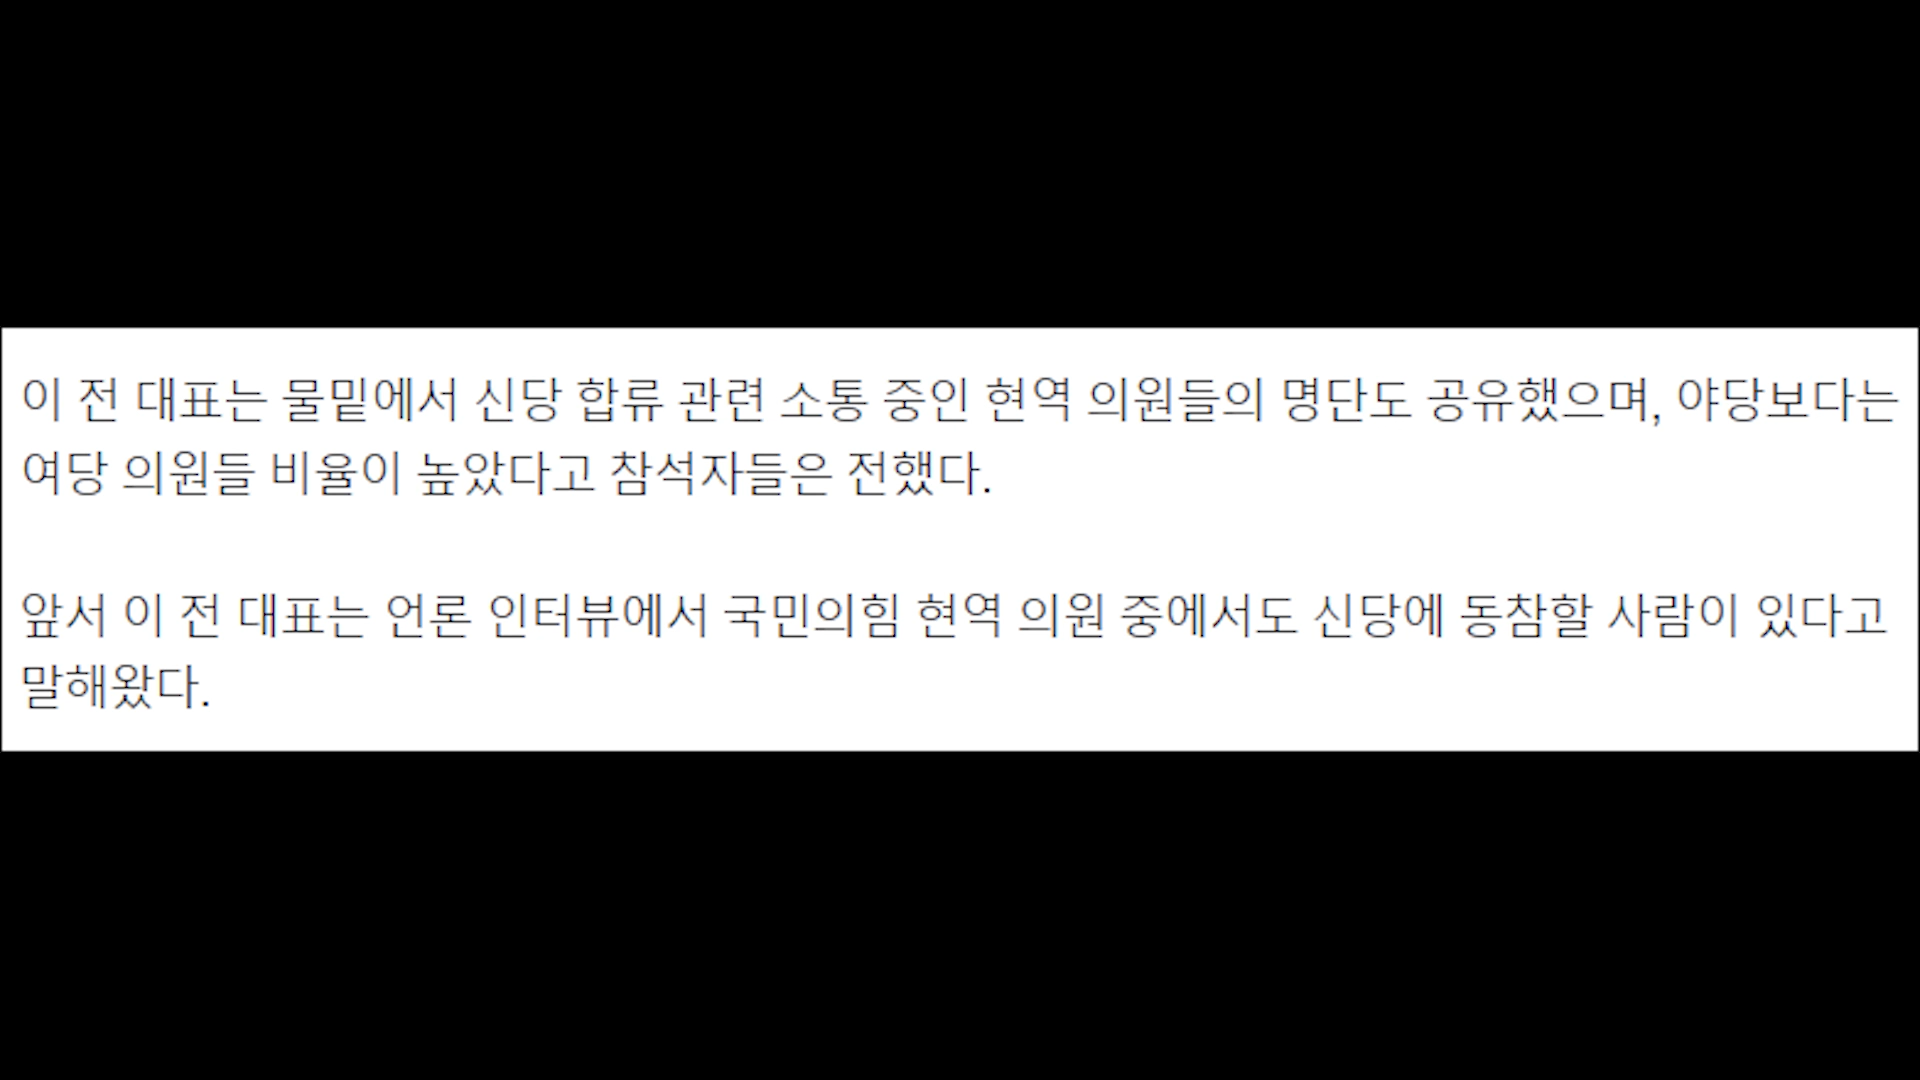 이 전 대표는 물밑에서 신당 합류 관련 소통 중인 현역 의원들의 명단도 공유했으며, 야당보다는
여당 의원들 비율이 높았다고 참석자들은 전했다.
앞서 이 전 대표는 언론 인터뷰에서 국민의힘 현역 의원 중에서도 신당에 동참할 사람이 있다고
말해왔다.